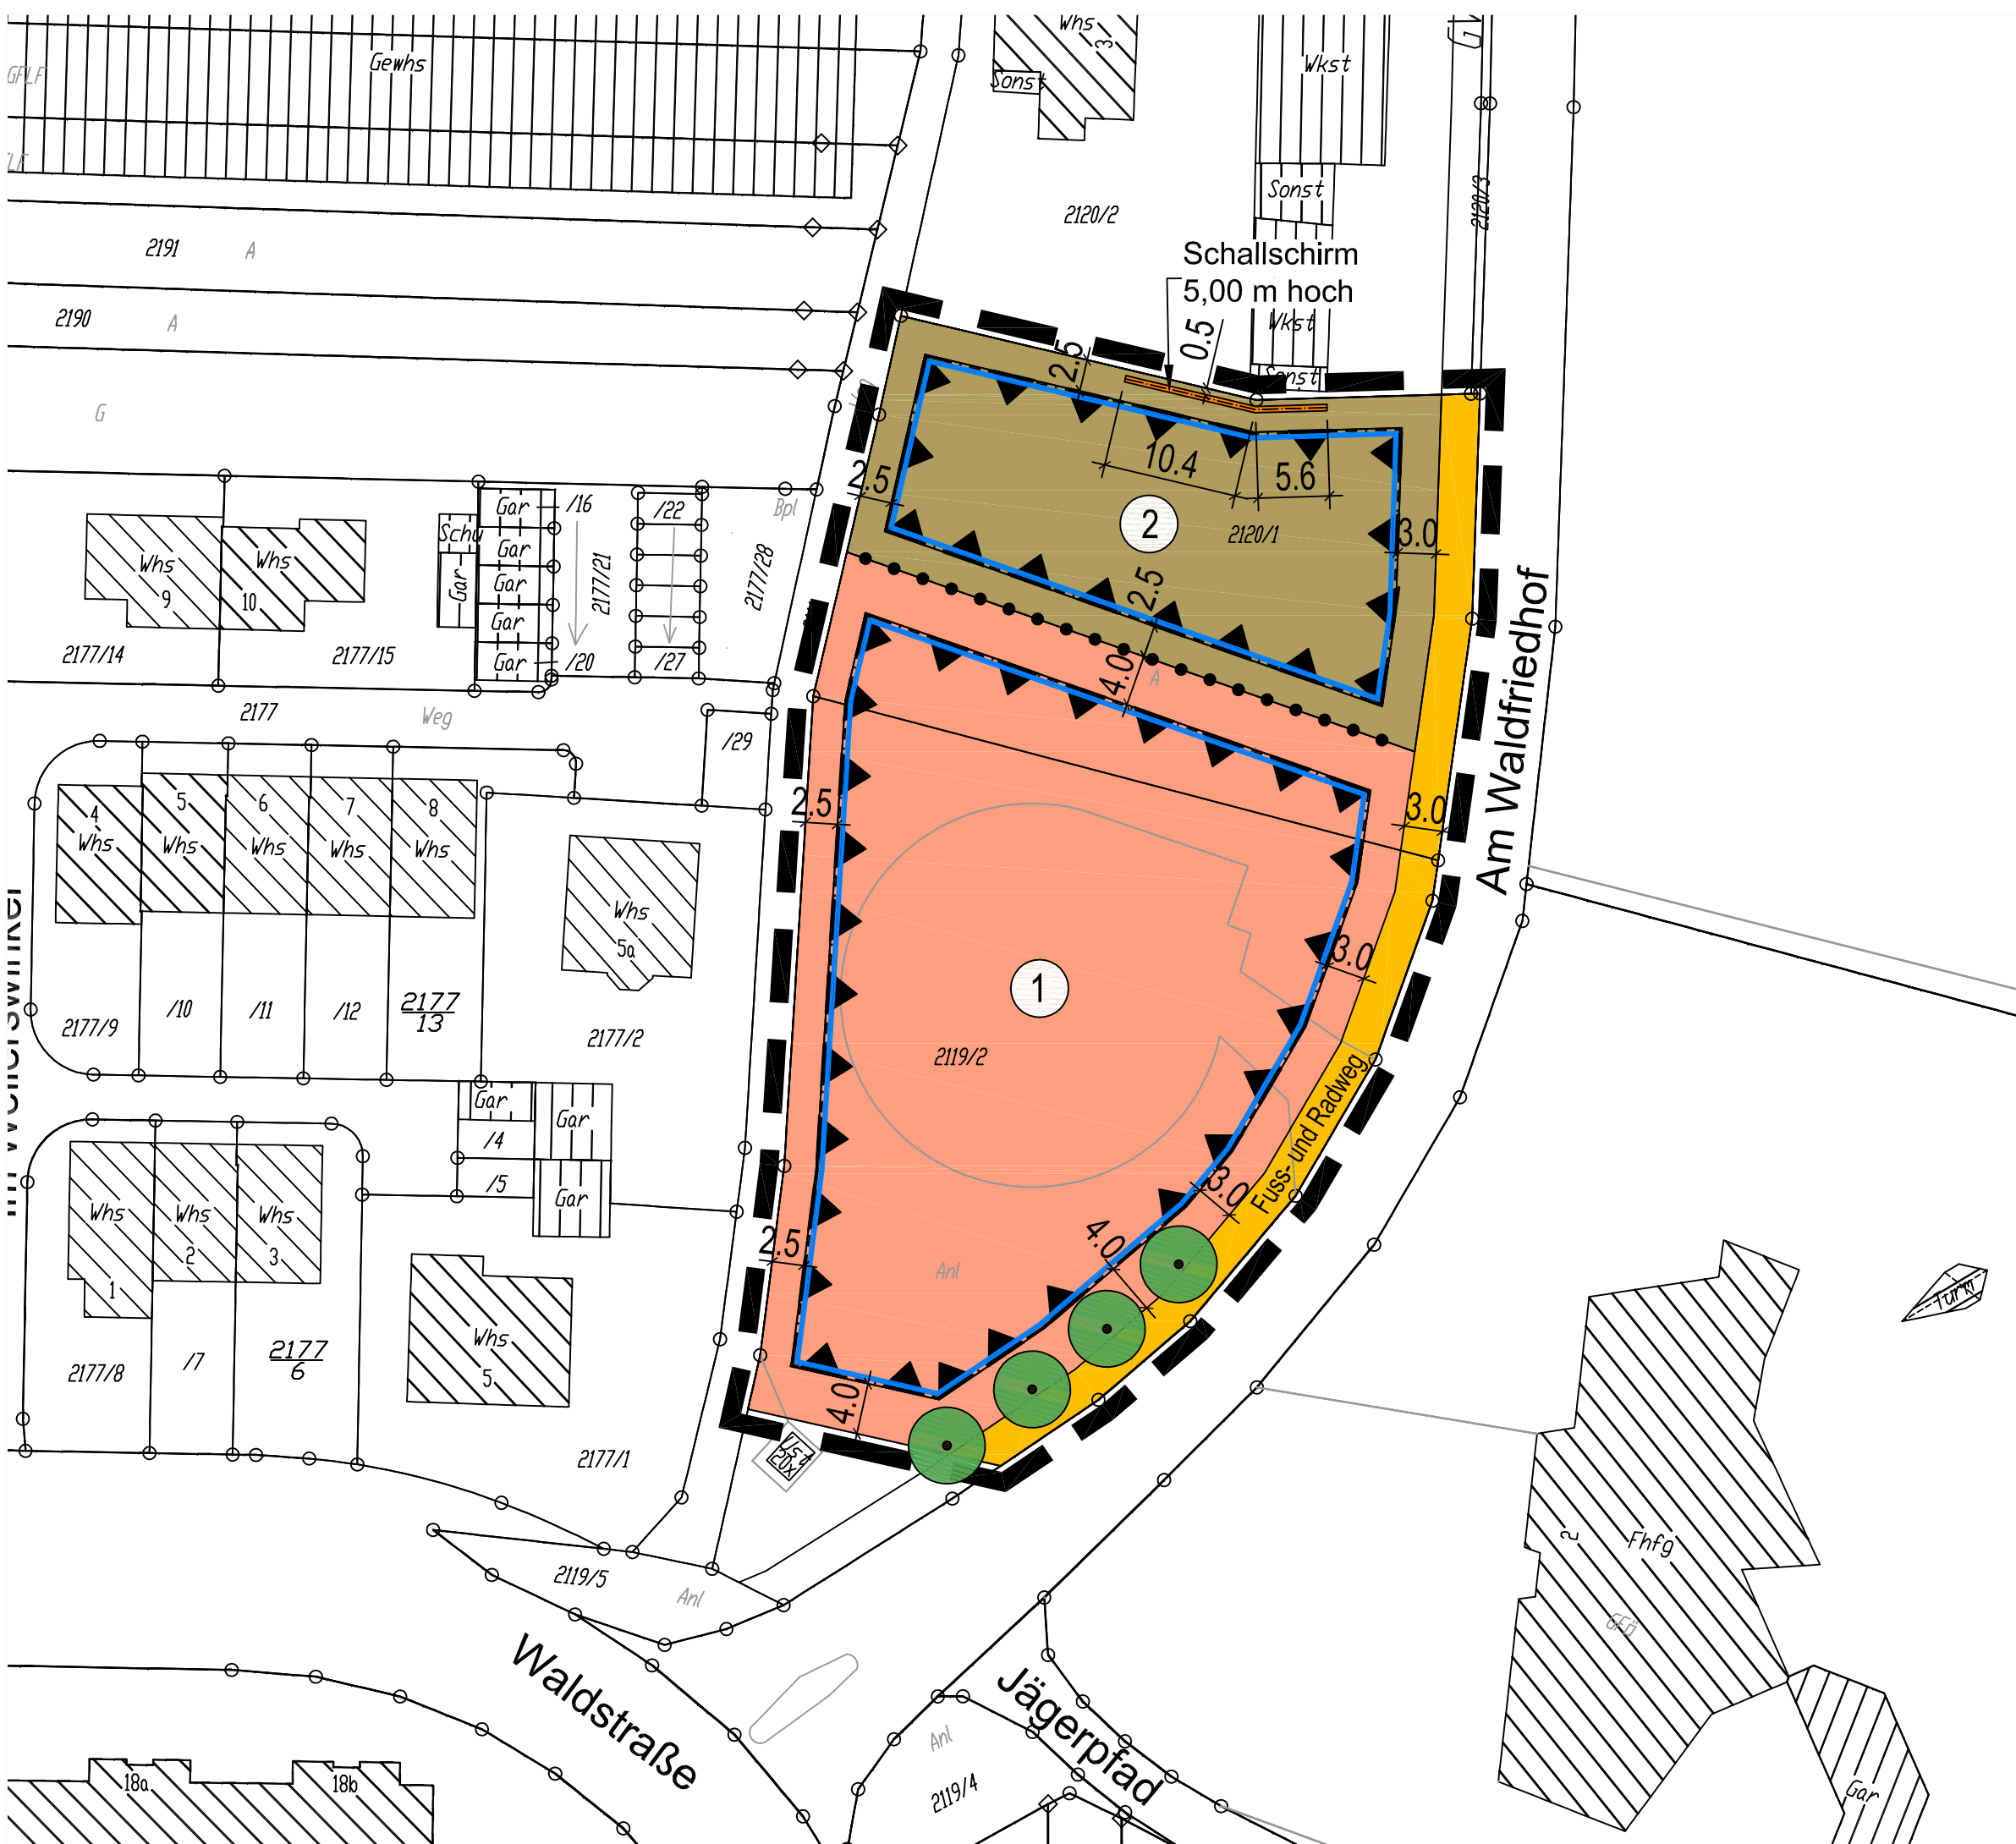 Gewhs
GFLF
Whs
3
Sonst
Wkst
Sonst
2120/2
2120/3
Schallschirm
5,00 m hoch
Wkst
Sonst
0.5
2.5
2191
A
2190
A
G
10.4
5.6
2.5
2
2120/1
3.0
2.5
4.0
A
Am Waldfriedhof
Whs
9
Whs
10
Schu
Gar
Gar
Gar
Gar
Gar
Gar
/16
/20
2177/21
/22
/27
2177/28
Bpl
2177/14
2177/15
2177
Weg
/29
4
Whs
5
Whs
6
Whs
7
Whs
8
Whs
Whs
5a
2.5
3.0
3.0
1
2177/9
/10
/11
/12
2177
13
2177/2
2119/2
Fuss- und Radweg
Gar
Gar
/4
/5
Gar
3.0
4.0
2.5
Whs
1
Whs
2
Whs
3
Anl
2177/8
/7
2177
6
Whs
5
4.0
2177/1
Turm
2119/5
Anl
Fhfg
2
GFÖ
Waldstraße
Jägerpfad
Anl
2119/4
18a
18b
Gar